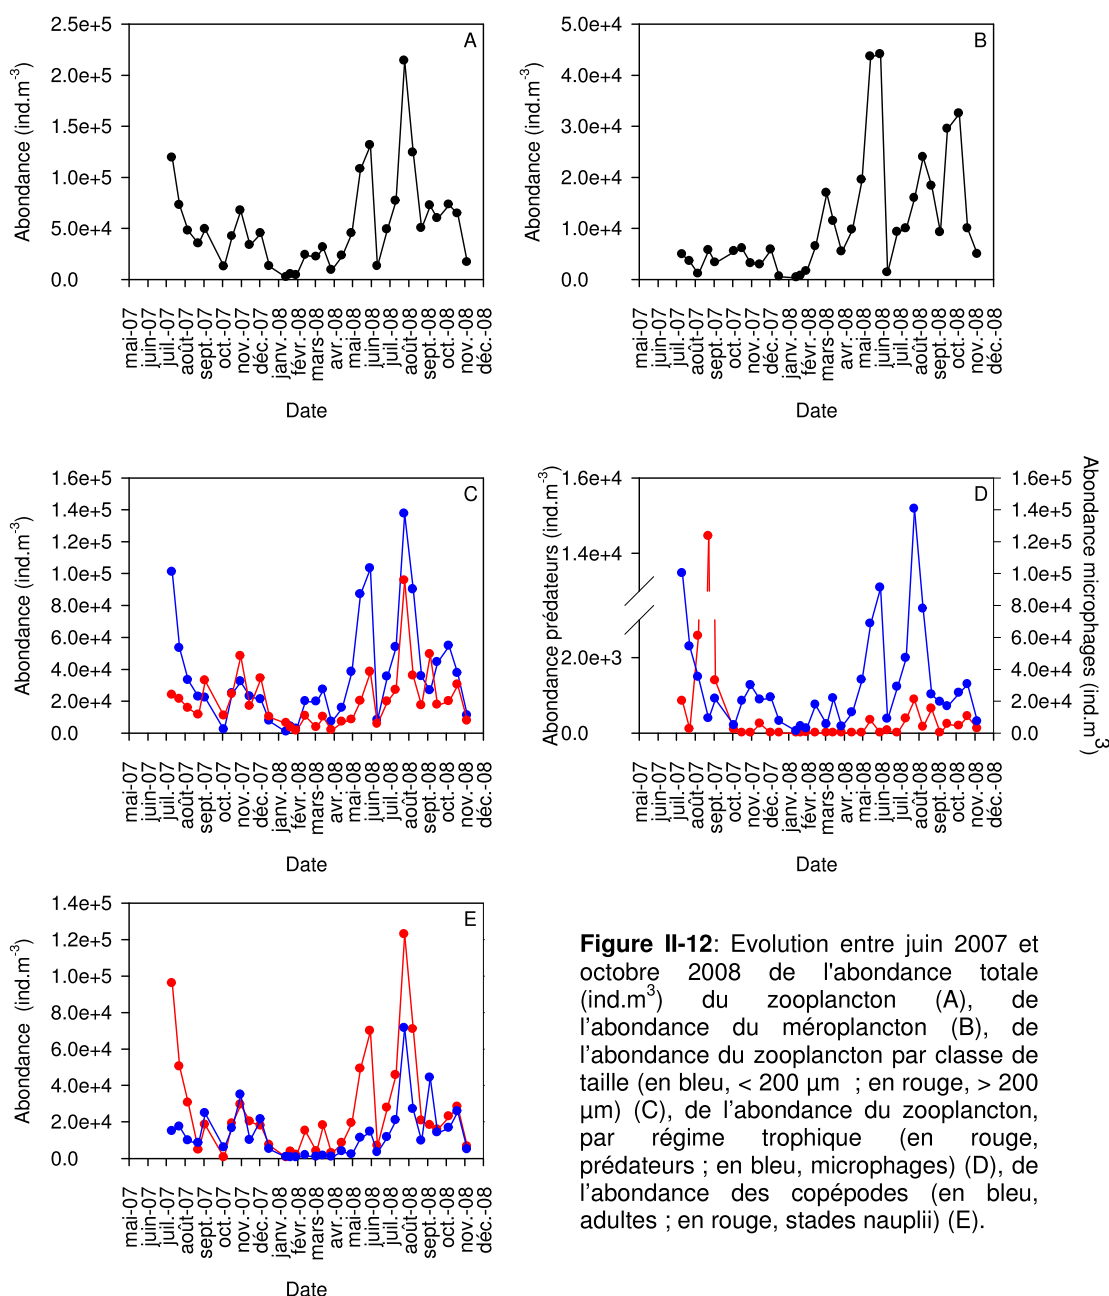 2.5e+5
2.0e+5
1.5e+5
1.0e+5
5.0e+4
0.0
Abondance (ind.m-3)
A
mai-07
juin-07
juil.-07
août-07
sept.-07
oct.-07
nov.-07
déc.-07
janv.-08
févr.-08
mars-08
avr.-08
mai-08
juin-08
juil.-08
août-08
sept.-08
oct.-08
nov.-08
déc.-08
Date
5.0e+4
4.0e+4
3.0e+4
2.0e+4
1.0e+4
0.0
Abondance (ind.m-3)
B
mai-07
juin-07
juil.-07
août-07
sept.-07
oct.-07
nov.-07
déc.-07
janv.-08
févr.-08
mars-08
avr.-08
mai-08
juin-08
juil.-08
août-08
sept.-08
oct.-08
nov.-08
déc.-08
Date
1.6e+5
1.4e+5
1.2e+5
1.0e+5
8.0e+4
6.0e+4
4.0e+4
2.0e+4
0.0
Abondance (ind.m-3)
C
mai-07
juin-07
juil.-07
août-07
sept.-07
oct.-07
nov.-07
déc.-07
janv.-08
févr.-08
mars-08
avr.-08
mai-08
juin-08
juil.-08
août-08
sept.-08
oct.-08
nov.-08
déc.-08
Date
1.6e+4
1.4e+4
2.0e+3
0.0
Abondance prédateurs (ind.m-3)
D
1.6e+5
1.4e+5
1.2e+5
1.0e+5
8.0e+4
6.0e+4
4.0e+4
2.0e+4
0.0
Abondance microphages (ind.m3)
mai-07
juin-07
juil.-07
août-07
sept.-07
oct.-07
nov.-07
déc.-07
janv.-08
févr.-08
mars-08
avr.-08
mai-08
juin-08
juil.-08
août-08
sept.-08
oct.-08
nov.-08
déc.-08
Date
1.4e+5
1.2e+5
1.0e+5
8.0e+4
6.0e+4
4.0e+4
2.0e+4
0.0
Abondance (ind.m-3)
E
mai-07
juin-07
juil.-07
août-07
sept.-07
oct.-07
nov.-07
déc.-07
janv.-08
févr.-08
mars-08
avr.-08
mai-08
juin-08
juil.-08
août-08
sept.-08
oct.-08
nov.-08
déc.-08
Date
Figure II-12: Evolution entre juin 2007 et
octobre 2008 de l'abondance totale
(ind.m3) du zooplancton (A), de
l'abondance du méroplancton (B), de
l'abondance du zooplancton par classe de
taille (en bleu, < 200 µm ; en rouge, > 200
µm) (C), de l'abondance du zooplancton,
par régime trophique (en rouge,
prédateurs ; en bleu, microphages) (D), de
l'abondance des copépodes (en bleu,
adultes ; en rouge, stades nauplii) (E).